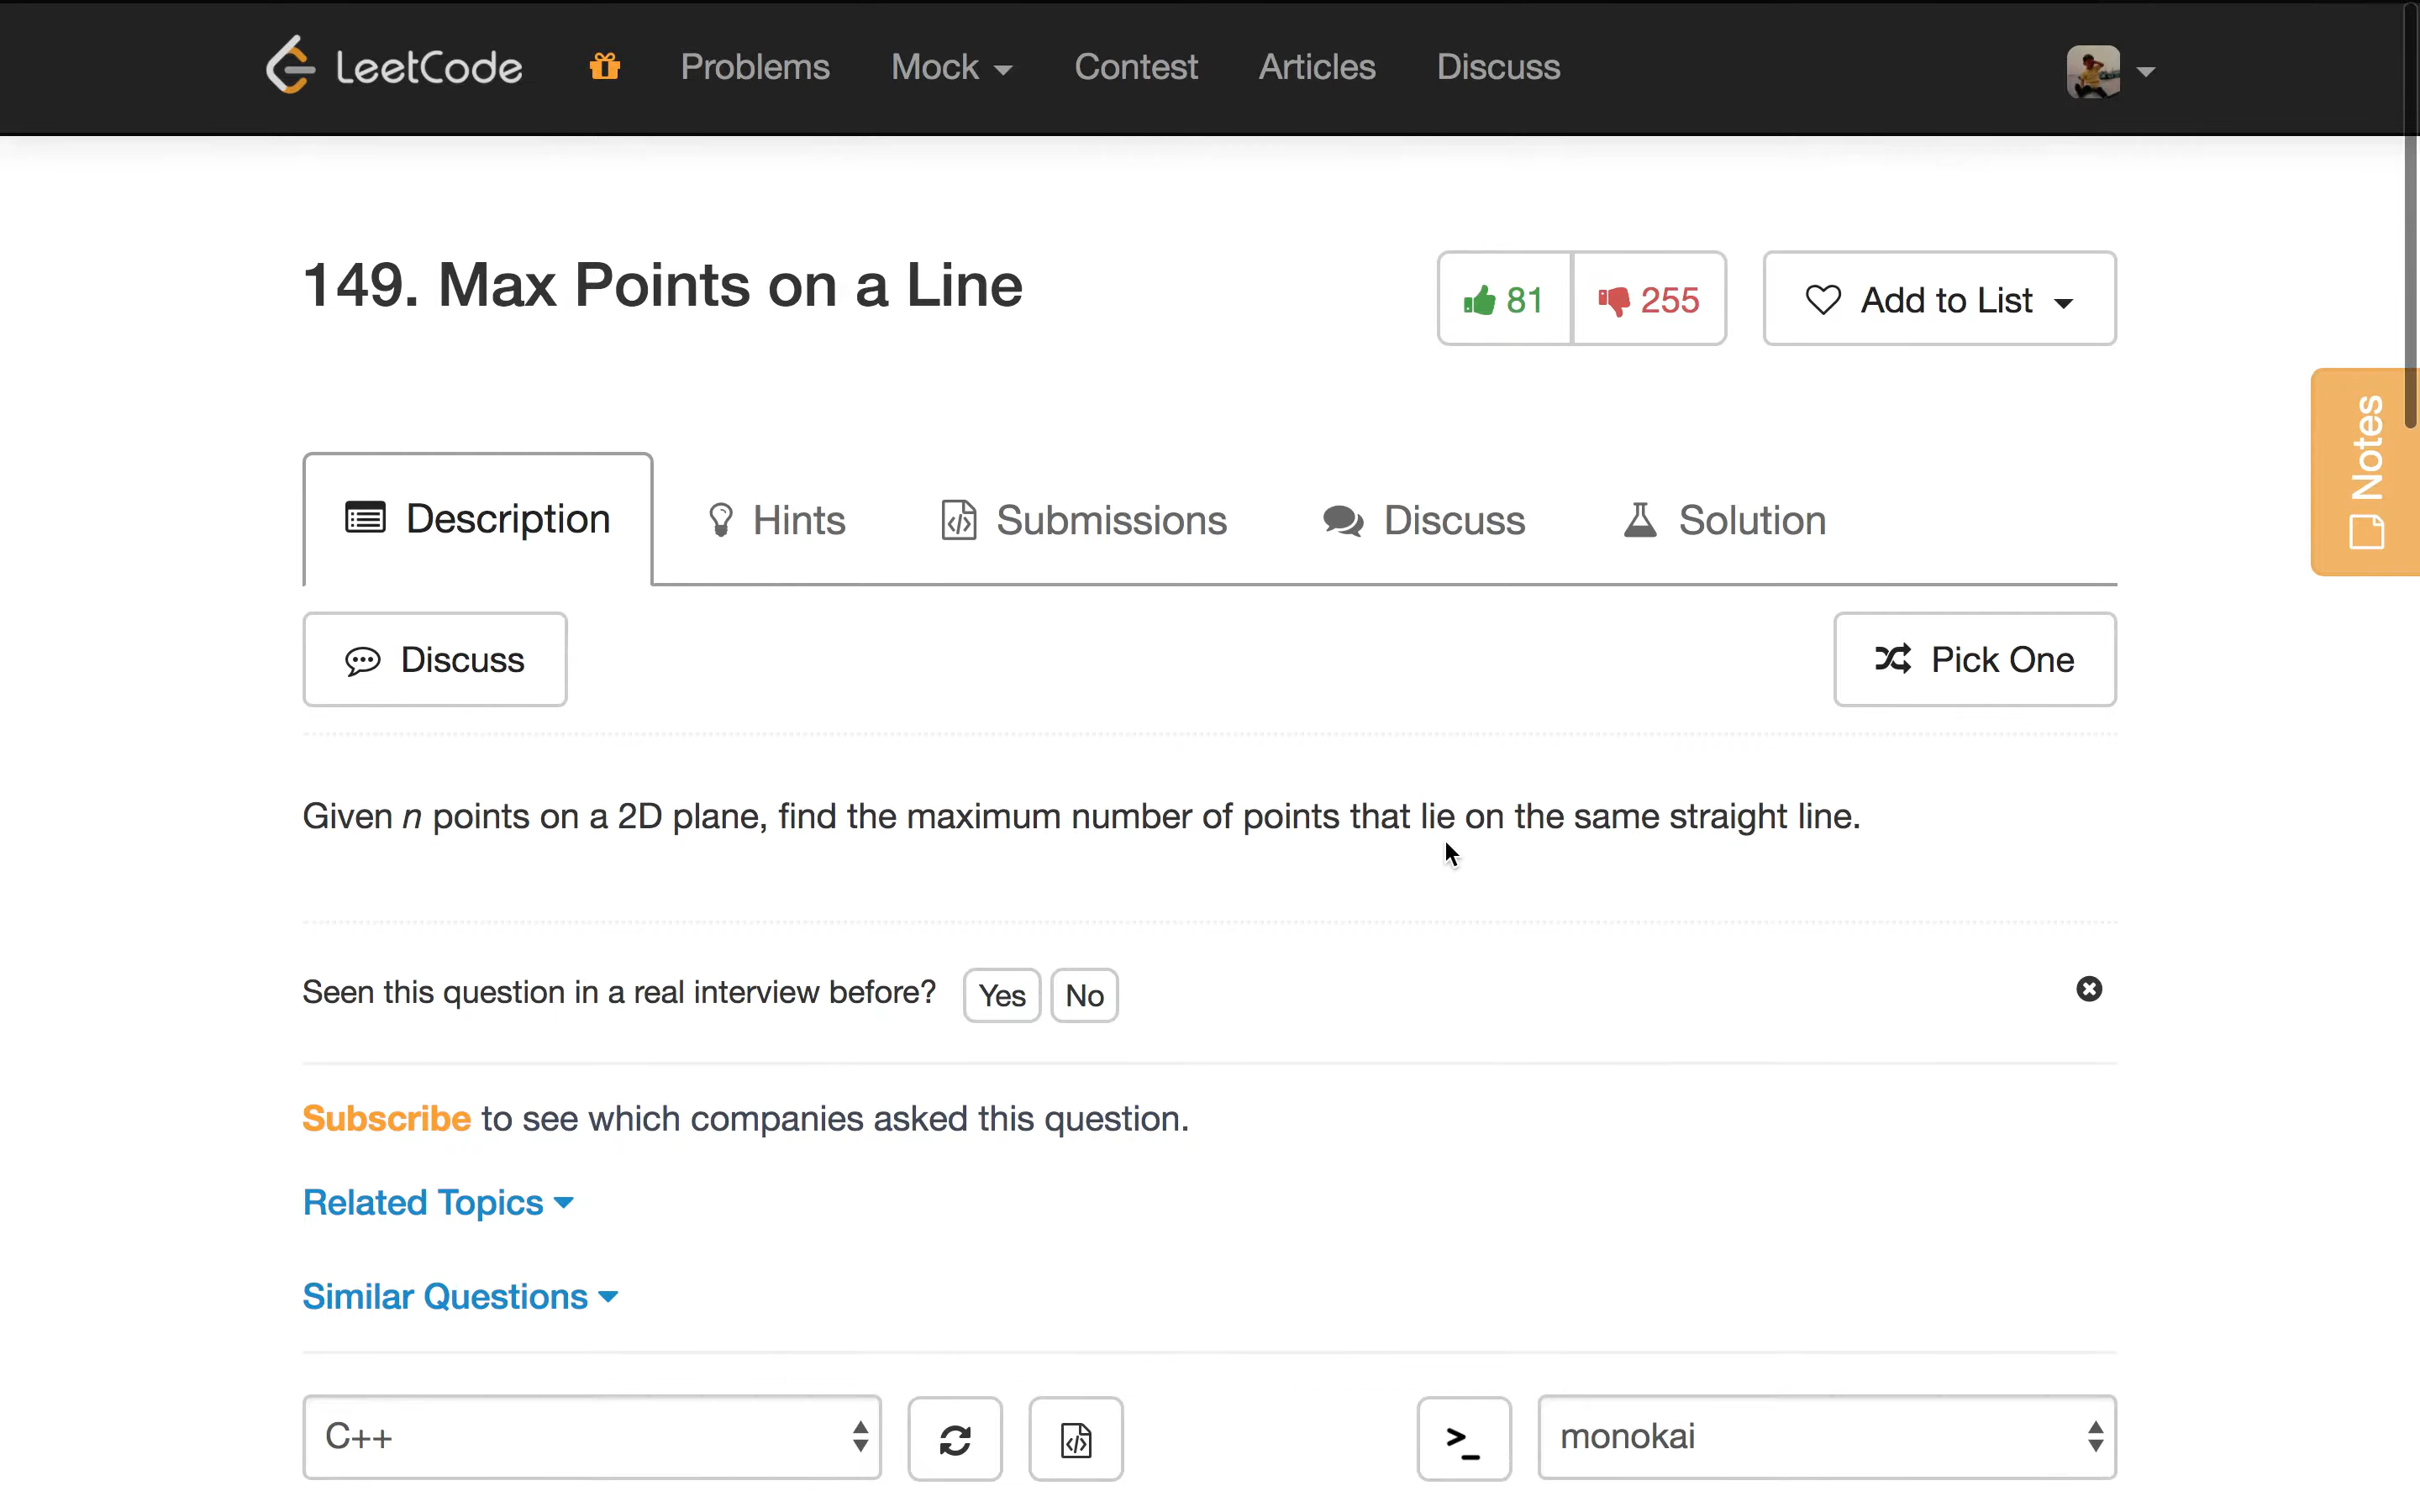 LeetCode Problems Mock Contest Articles Discuss
149. Max Points on a Line
81 255 Add to List
Notes
Description Hints Submissions Discuss Solution
Discuss Pick One
Given n points on a 2D plane, find the maximum number of points that lie on the same straight line.
Seen this question in a real interview before? Yes No
Subscribe to see which companies asked this question.
Related Topics
Similar Questions
C++ >_ monokai